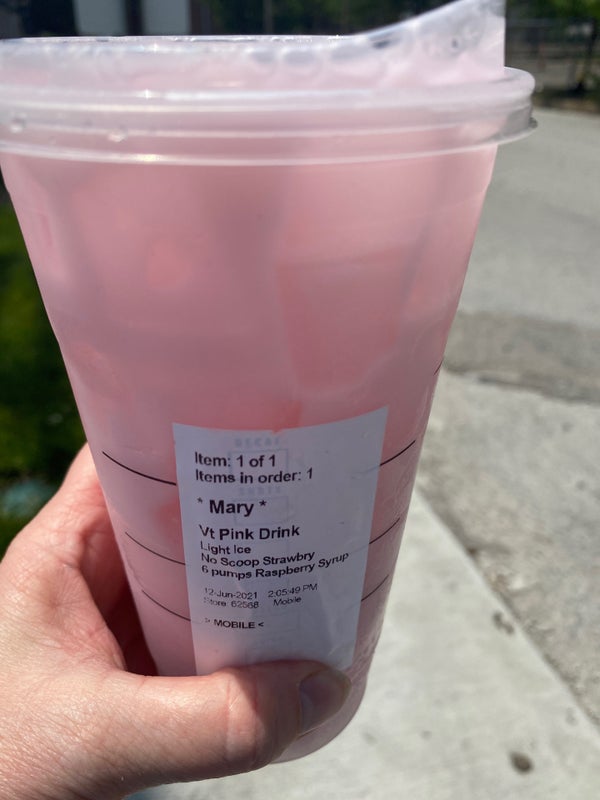 DECAF
Item: 1 of 1
Items in order: 1
* Mary *
Vt Pink Drink
Light Ice
No Scoop Strawbry
6 pumps Raspberry Syrup
12-Jun-2021 2:05:49 PM
Store: 62568 Mobile
> MOBILE <